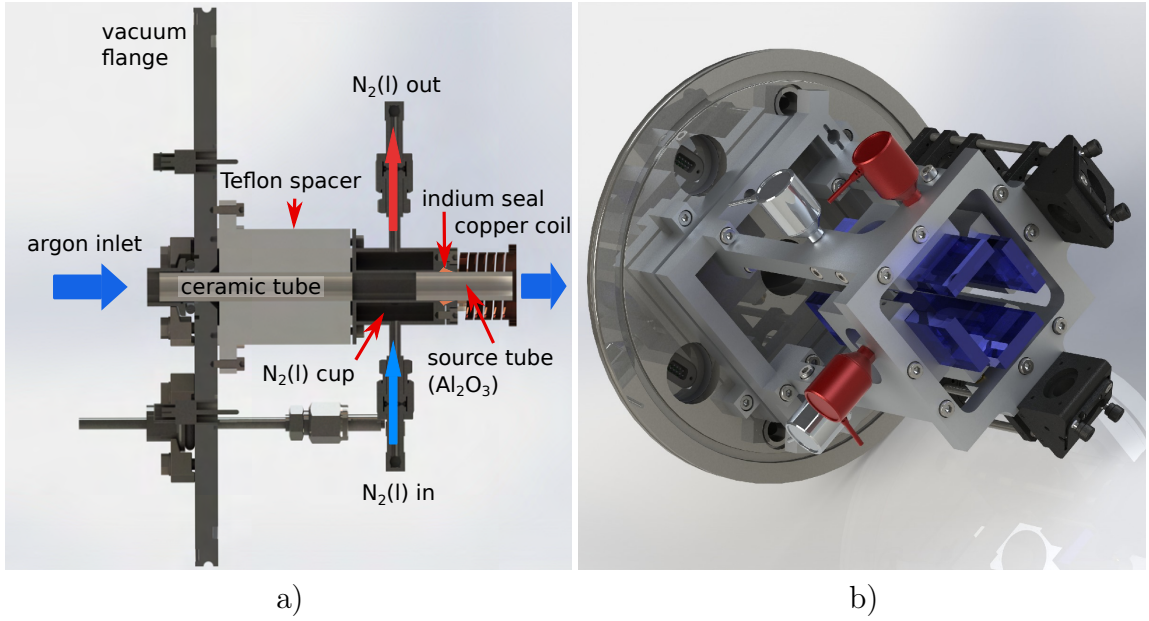 vacuum
flange
N₂(l) out
Teflon spacer
indium seal
copper coil
argon inlet
ceramic tube
source tube
(Al₂O₃)
N₂(l) cup
N₂(l) in
a)
b)